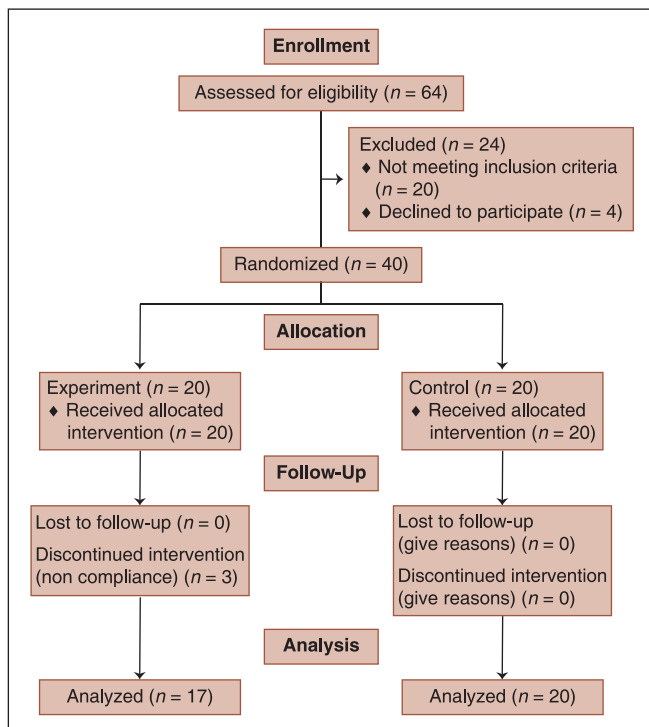 Enrollment
Assessed for eligibility (n = 64)
Excluded (n = 24)
♦ Not meeting inclusion criteria
(n = 20)
♦ Declined to participate (n = 4)
Randomized (n = 40)
Allocation
Experiment (n = 20)
♦ Received allocated
intervention (n = 20)
Control (n = 20)
♦ Received allocated
intervention (n = 20)
Follow-Up
Lost to follow-up (n = 0)
Discontinued intervention
(non compliance) (n = 3)
Lost to follow-up
(give reasons) (n = 0)
Discontinued intervention
(give reasons) (n = 0)
Analysis
Analyzed (n = 17)
Analyzed (n = 20)